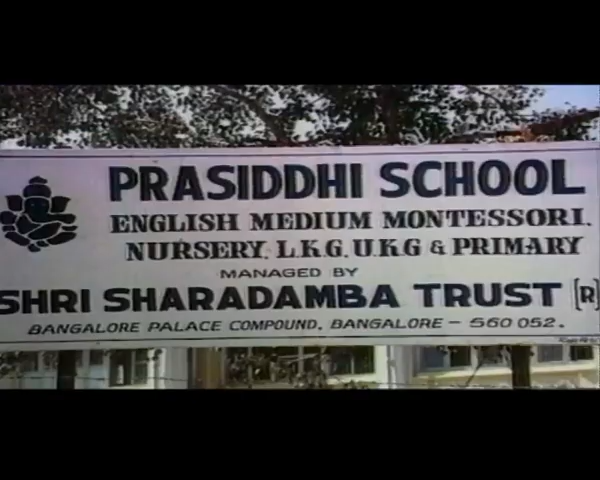 PRASIDDHI SCHOOL
ENGLISH MEDIUM MONTESSORI.
NURSERY, L.K.G, U.K.G & PRIMARY
MANAGED BY
SHRI SHARADAMBA TRUST [R]
BANGALORE PALACE COMPOUND, BANGALORE - 560 052.